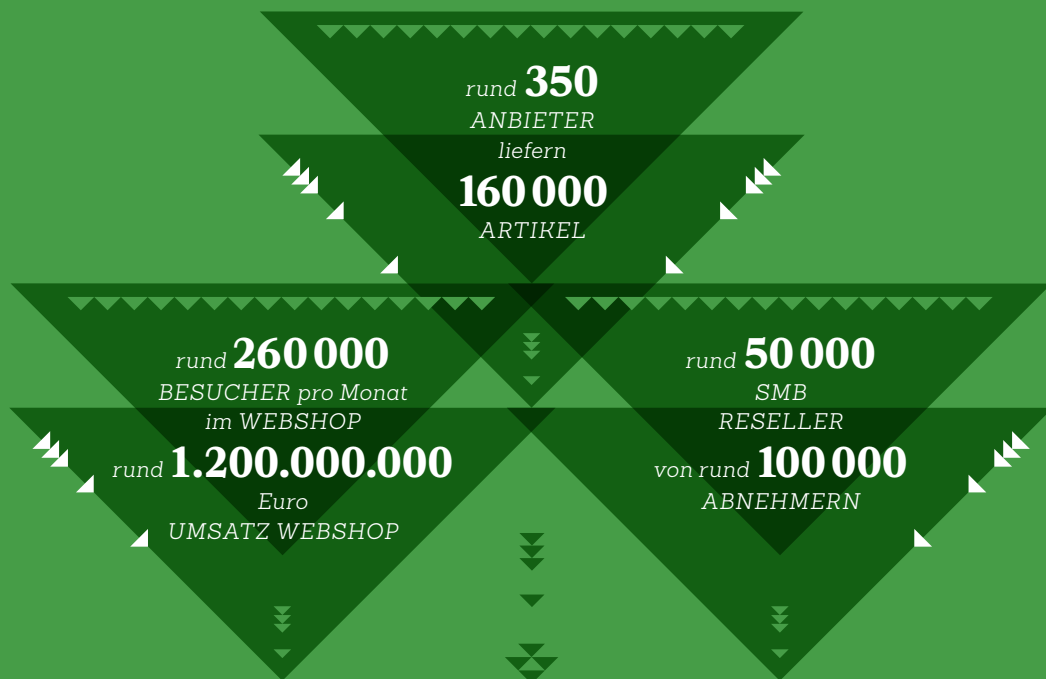 rund 350
ANBIETER
liefern
160 000
ARTIKEL
rund 260 000
BESUCHER pro Monat
im WEBSHOP
rund 1.200.000.000
Euro
UMSATZ WEBSHOP
rund 50 000
SMB
RESELLER
von rund 100 000
ABNEHMERN